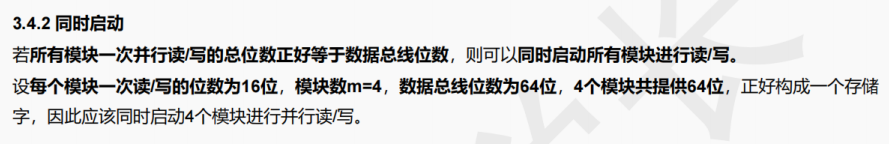 3.4.2 同时启动
若所有模块一次并行读/写的总位数正好等于数据总线位数，则可以同时启动所有模块进行读/写。
设每个模块一次读/写的位数为16位，模块数m=4，数据总线位数为64位，4个模块共提供64位，正好构成一个存储
字，因此应该同时启动4个模块进行并行读/写。